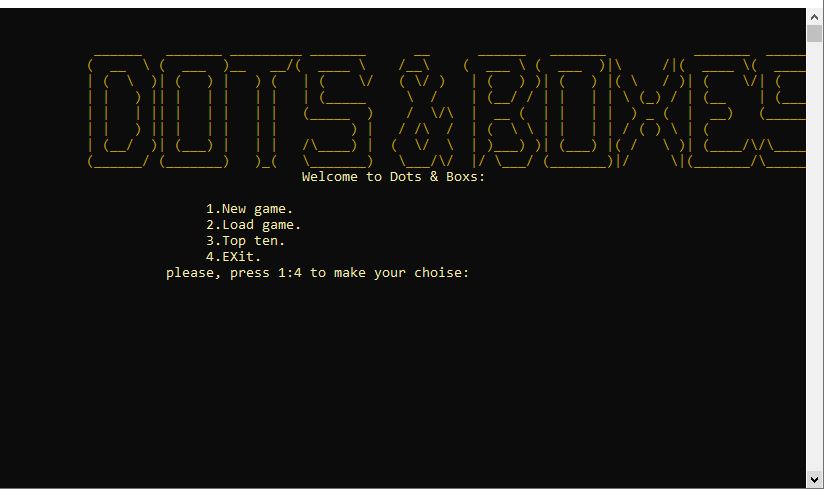 DOTS & BOXES
Welcome to Dots & Boxs:
1.New game.
2.Load game.
3.Top ten.
4.EXit.
please, press 1:4 to make your choise: